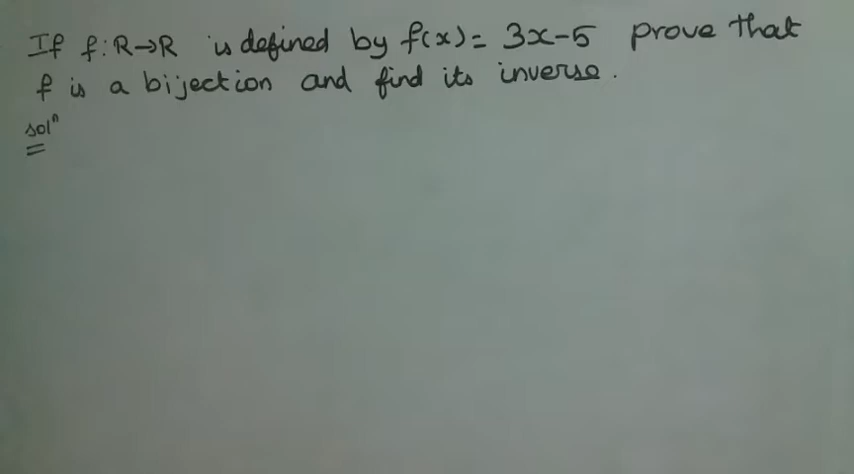 If f:R→R is defined by f(x)= 3x-5 prove that
f is a bijection and find its inverse.
solⁿ